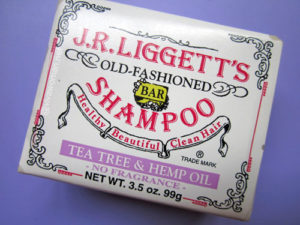 J.R.LIGGETT'S
OLD-FASHIONED
BAR
SHAMPOO
Healthy Beautiful Clean Hair
®
TRADE MARK
TEA TREE & HEMP OIL
- NO FRAGRANCE -
NET WT. 3.5 oz. 99g